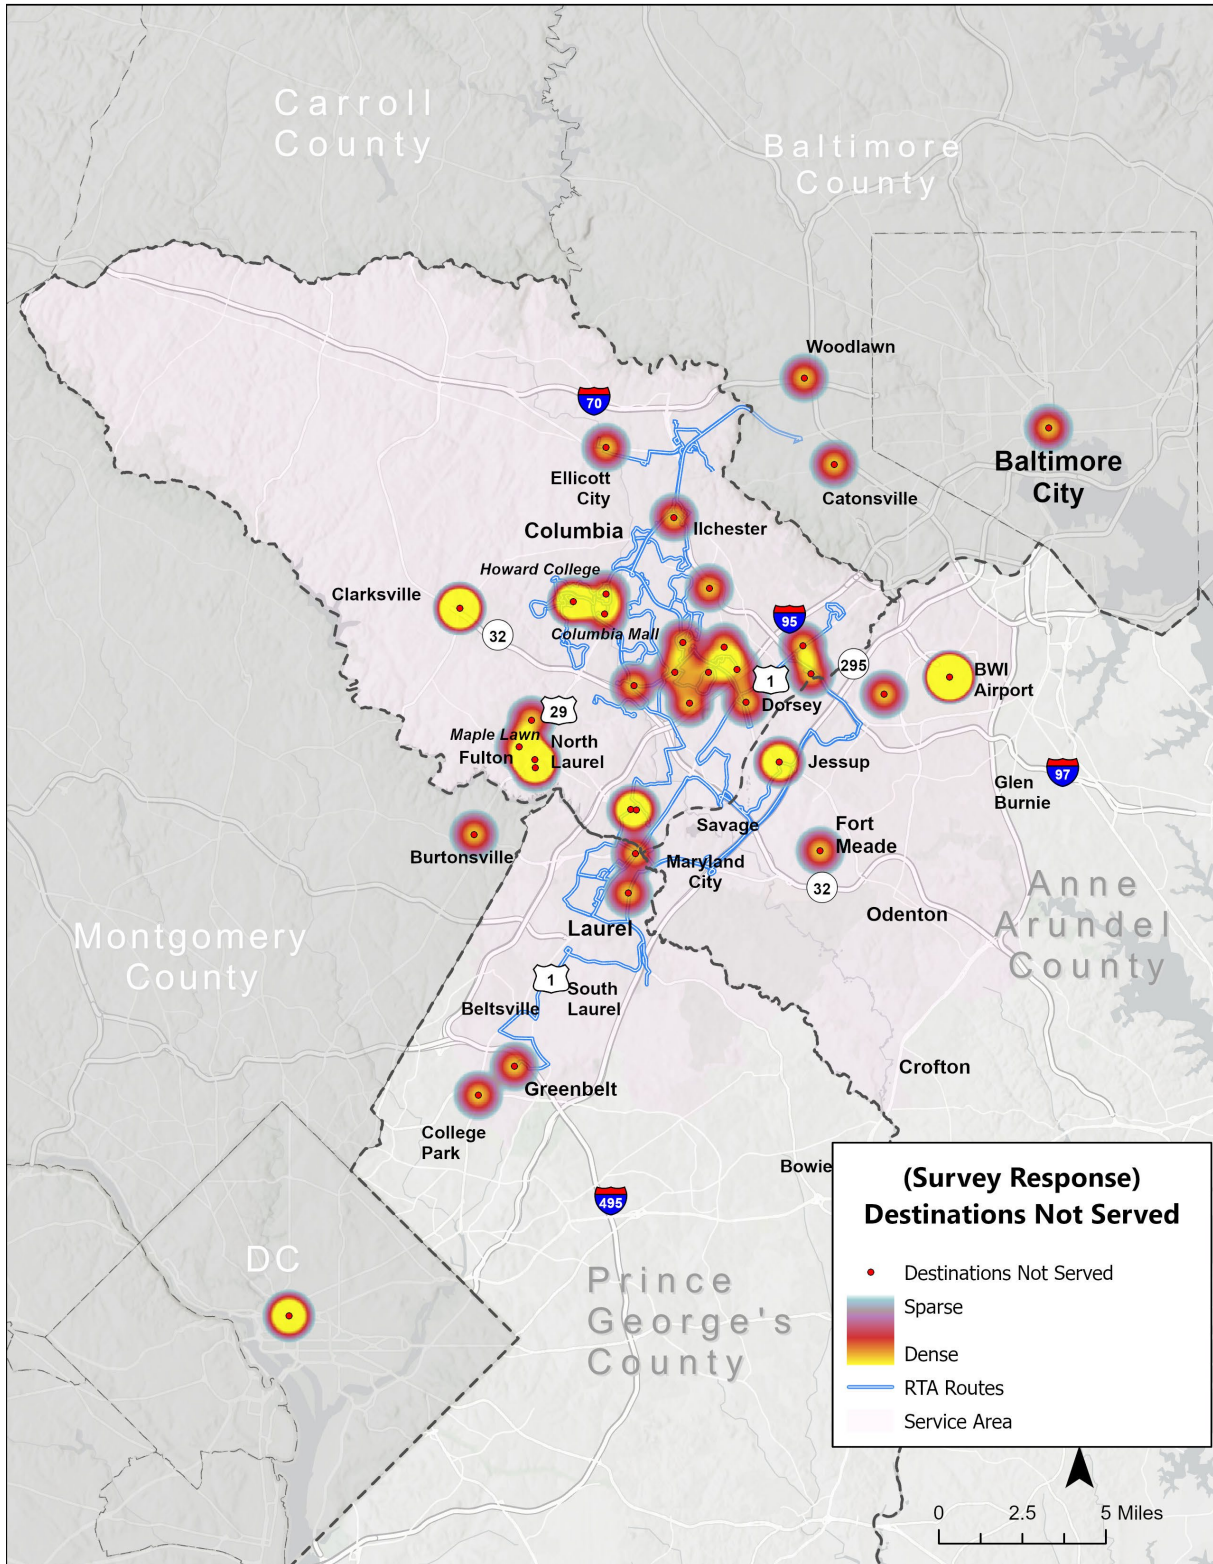 Carroll
County
Baltimore
County
Woodlawn
70
Baltimore
City
Ellicott
City
Catonsville
Columbia
Ilchester
Howard College
Clarksville
Columbia Mall
32
95
295
BWI
Airport
1
Dorsey
29
Maple Lawn
North
Laurel
Fulton
Jessup
97
Glen
Burnie
Savage
Fort
Meade
Burtonsville
Maryland
City
32
Anne
Arundel
County
Odenton
Laurel
Montgomery
County
1
South
Laurel
Beltsville
Crofton
Greenbelt
College
Park
Bowie
495
DC
Prince
George's
County
(Survey Response)
Destinations Not Served
Destinations Not Served
Sparse
Dense
RTA Routes
Service Area
0 2.5 5 Miles